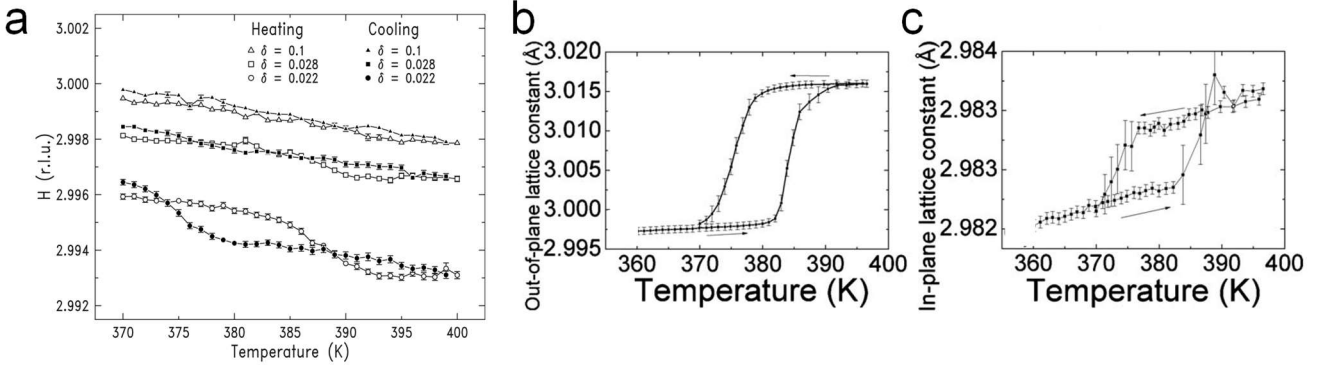 a
3.002
3.000
2.998
2.996
2.994
2.992
H (r.l.u.)
Heating Cooling
δ = 0.1 δ = 0.1
δ = 0.028 δ = 0.028
δ = 0.022 δ = 0.022
370 375 380 385 390 395 400
Temperature (K)
b
Out-of-plane lattice constant (Å)
3.020
3.015
3.010
3.005
3.000
2.995
360 370 380 390 400
Temperature (K)
c
In-plane lattice constant (Å)
2.984
2.983
2.983
2.982
360 370 380 390 400
Temperature (K)